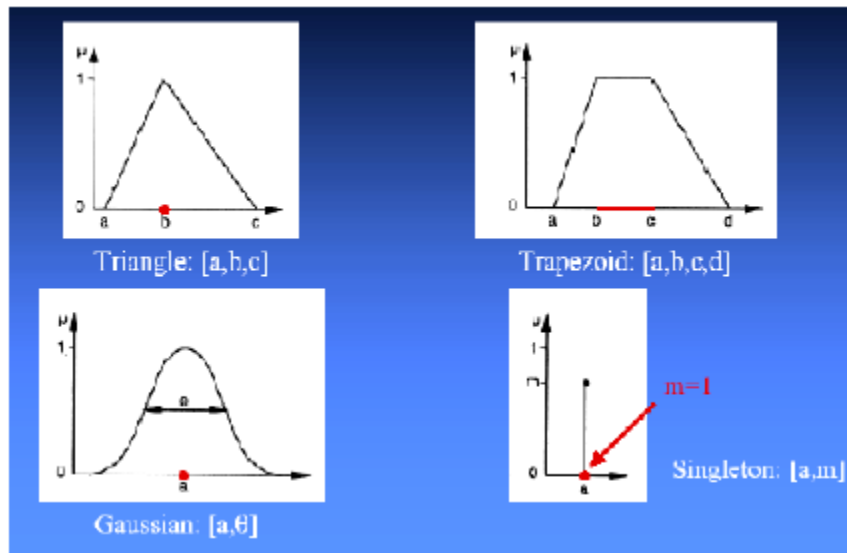 μ
1
0
a b c
Triangle: [a,b,c]
μ
1
0
a b c d
Trapezoid: [a,b,c,d]
μ
1
0
a
Gaussian: [a,θ]
μ
1
m
0
a
m=1
Singleton: [a,m]